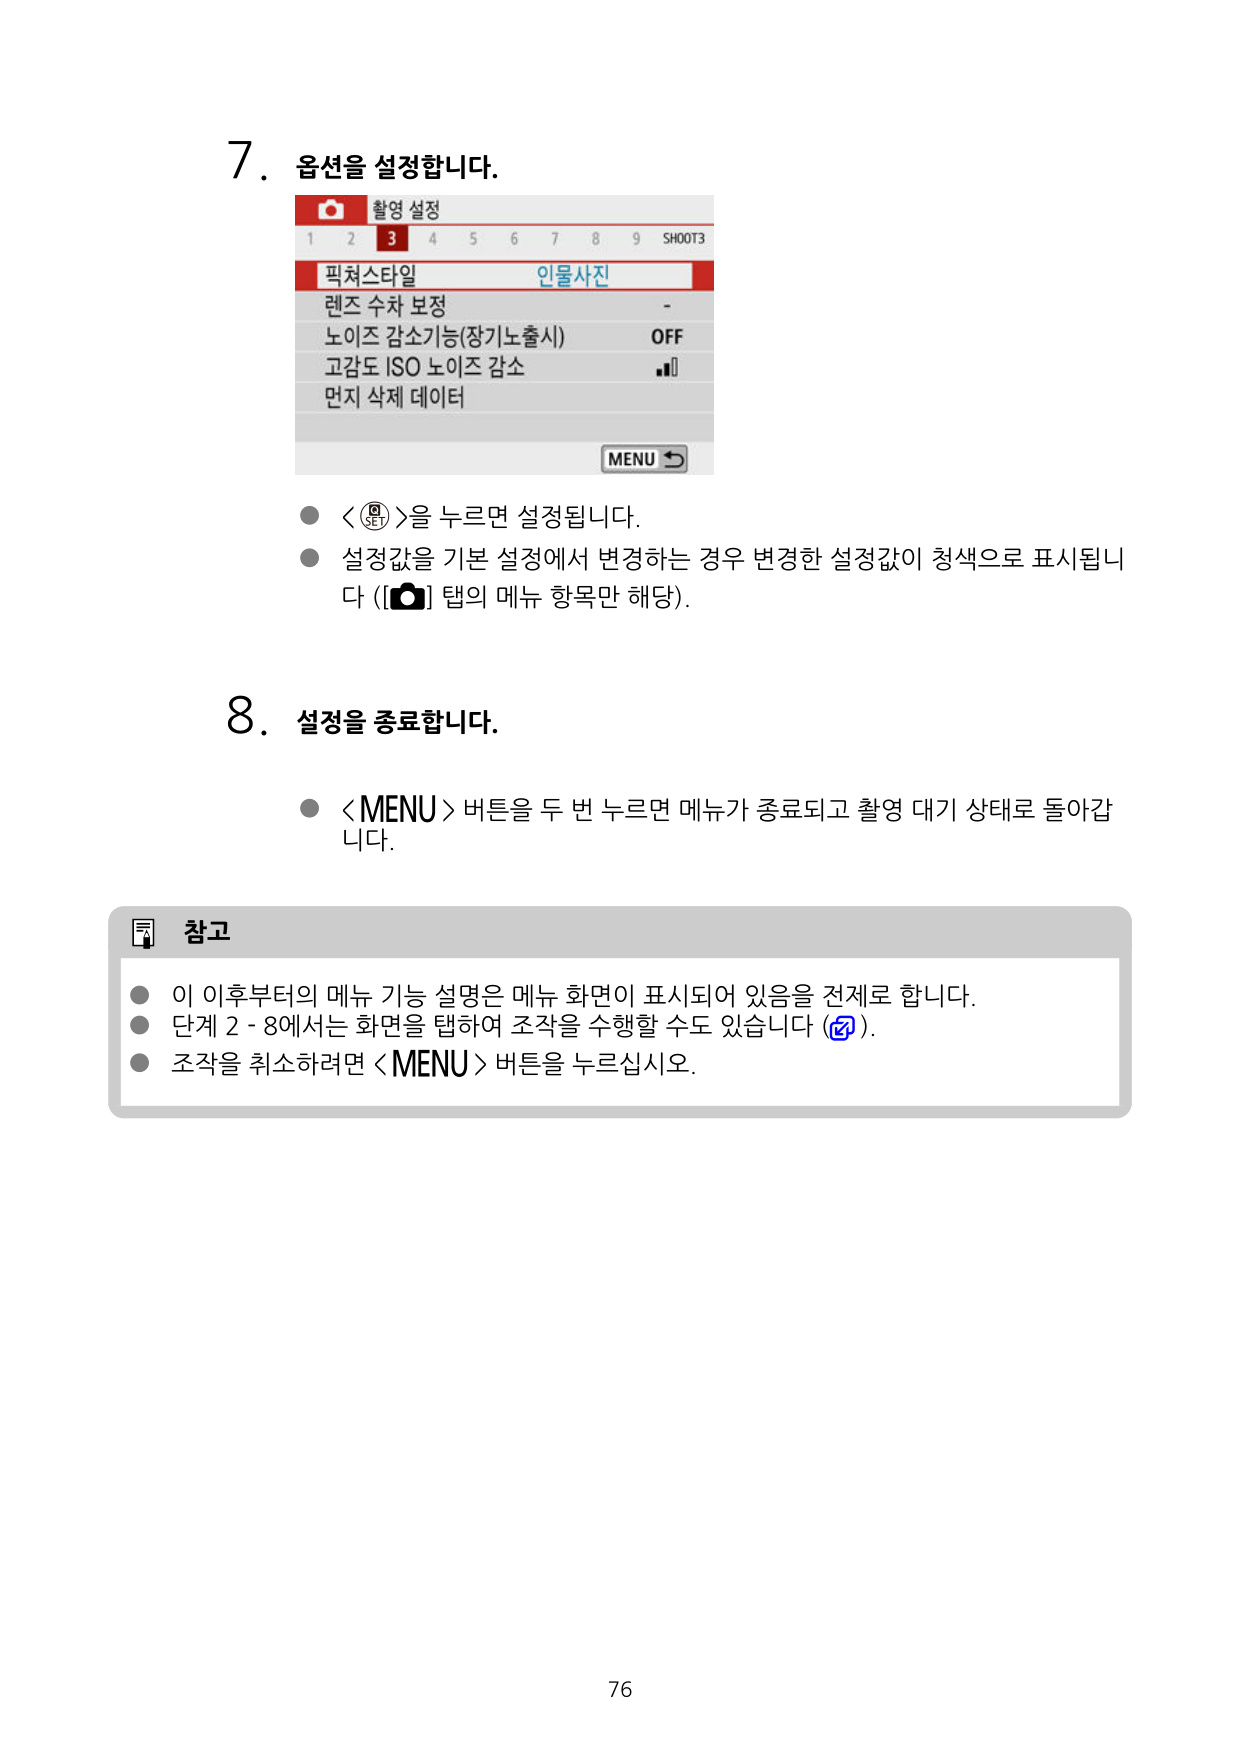 7. 옵션을 설정합니다.
촬영 설정
1 2 3 4 5 6 7 8 9 SHOOT3
픽쳐스타일 인물사진
렌즈 수차 보정 -
노이즈 감소기능(장기노출시) OFF
고감도 ISO 노이즈 감소
먼지 삭제 데이터
MENU
● < SET >을 누르면 설정됩니다.
● 설정값을 기본 설정에서 변경하는 경우 변경한 설정값이 청색으로 표시됩니
다 ([ ] 탭의 메뉴 항목만 해당).
8. 설정을 종료합니다.
● < MENU > 버튼을 두 번 누르면 메뉴가 종료되고 촬영 대기 상태로 돌아갑
니다.
참고
● 이 이후부터의 메뉴 기능 설명은 메뉴 화면이 표시되어 있음을 전제로 합니다.
● 단계 2 - 8에서는 화면을 탭하여 조작을 수행할 수도 있습니다 ( ).
● 조작을 취소하려면 < MENU > 버튼을 누르십시오.
76